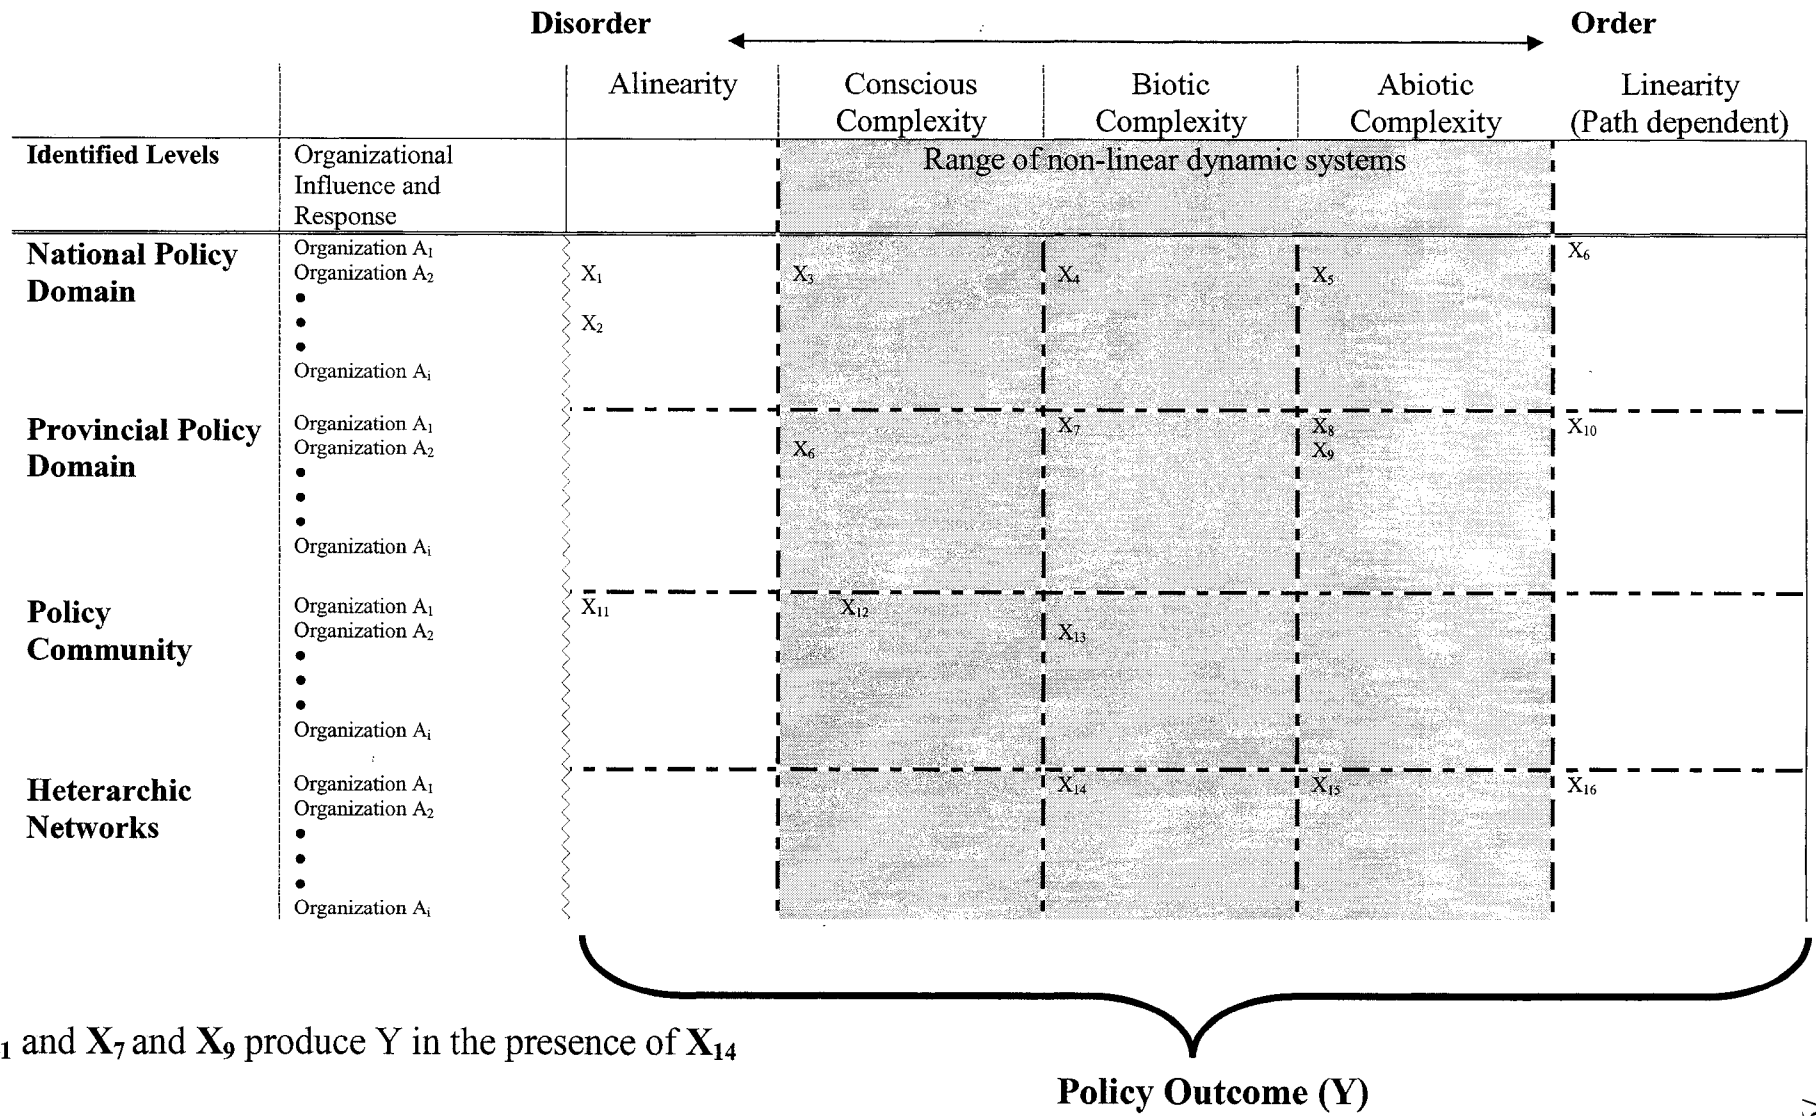 Disorder Order
Alinearity Conscious Biotic Abiotic Linearity
Complexity Complexity Complexity (Path dependent)
Identified Levels Organizational Range of non-linear dynamic systems
Influence and
Response
National Policy Organization A₁ X₆
Domain Organization A₂ X₁ X₃ X₄ X₅
•
• X₂
•
Organization Aᵢ
Provincial Policy Organization A₁ X₇ X₈ X₁₀
Domain Organization A₂ X₆ X₉
•
•
•
Organization Aᵢ
Policy Organization A₁ X₁₁ X₁₂
Community Organization A₂ X₁₃
•
•
•
Organization Aᵢ
Heterarchic Organization A₁ X₁₄ X₁₅ X₁₆
Networks Organization A₂
•
•
•
Organization Aᵢ
₁ and X₇ and X₉ produce Y in the presence of X₁₄
Policy Outcome (Y)